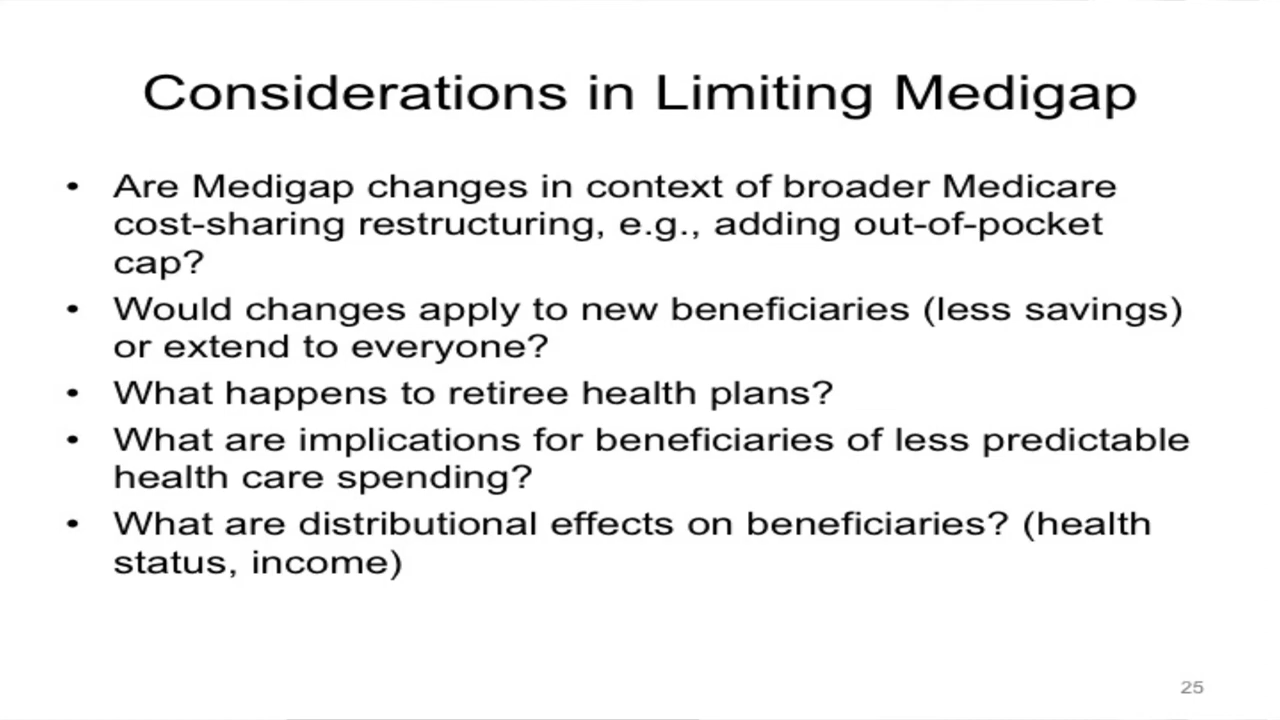 Considerations in Limiting Medigap
• Are Medigap changes in context of broader Medicare
cost-sharing restructuring, e.g., adding out-of-pocket
cap?
• Would changes apply to new beneficiaries (less savings)
or extend to everyone?
• What happens to retiree health plans?
• What are implications for beneficiaries of less predictable
health care spending?
• What are distributional effects on beneficiaries? (health
status, income)
25